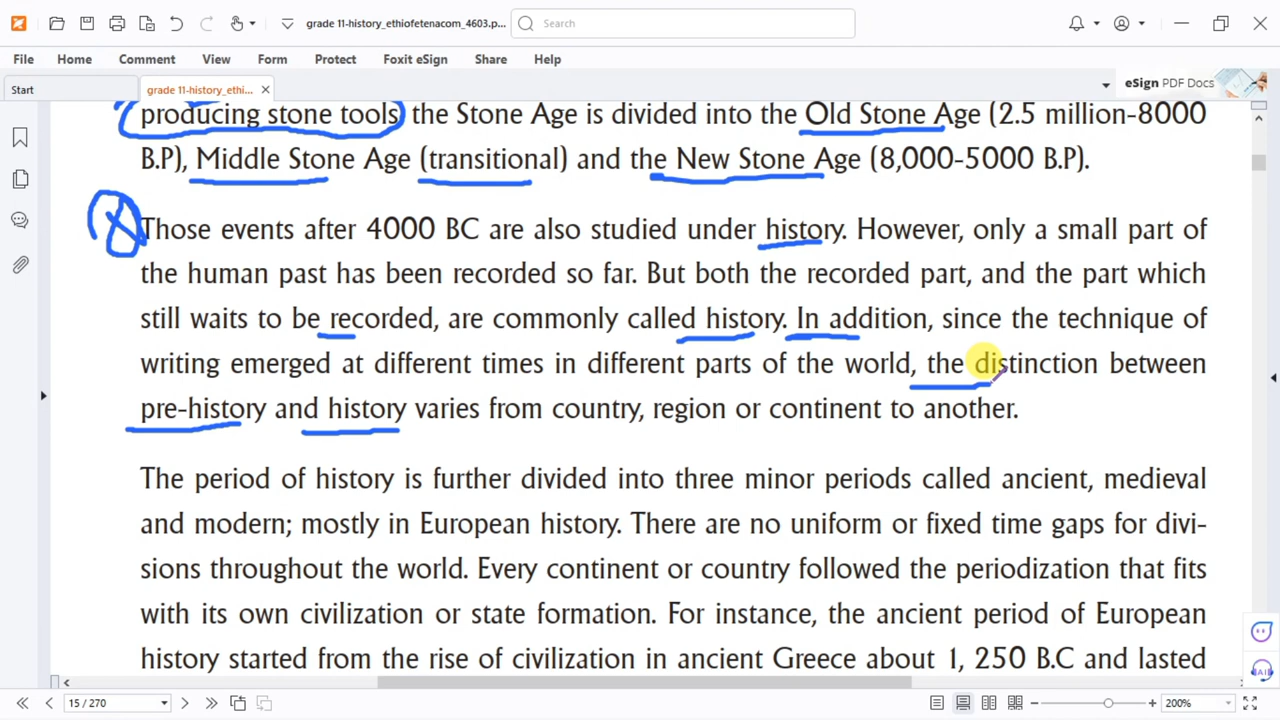 grade 11-history_ethiofetenacom_4603.p...
Search
File Home Comment View Form Protect Foxit eSign Share Help
Start
grade 11-history_ethi...
eSign PDF Docs
producing stone tools the Stone Age is divided into the Old Stone Age (2.5 million-8000
B.P), Middle Stone Age (transitional) and the New Stone Age (8,000-5000 B.P).
Those events after 4000 BC are also studied under history. However, only a small part of
the human past has been recorded so far. But both the recorded part, and the part which
still waits to be recorded, are commonly called history. In addition, since the technique of
writing emerged at different times in different parts of the world, the distinction between
pre-history and history varies from country, region or continent to another.
The period of history is further divided into three minor periods called ancient, medieval
and modern; mostly in European history. There are no uniform or fixed time gaps for divi-
sions throughout the world. Every continent or country followed the periodization that fits
with its own civilization or state formation. For instance, the ancient period of European
history started from the rise of civilization in ancient Greece about 1, 250 B.C and lasted
15 / 270
200%